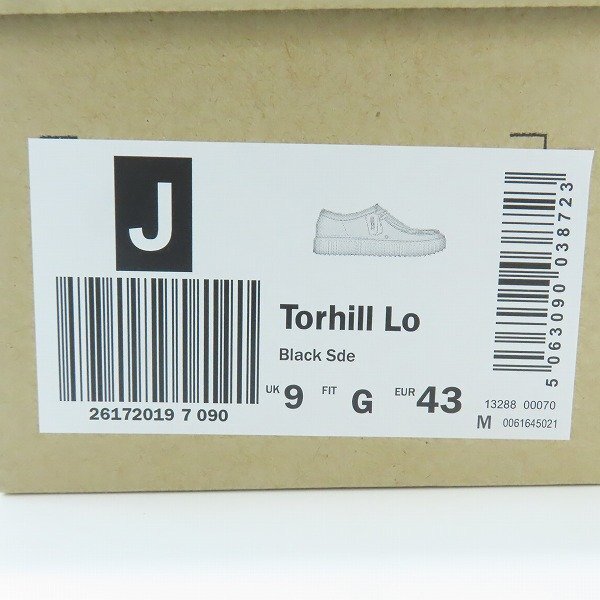 J
26172019 7 090
Torhill Lo
Black Sde
UK 9 FIT G EUR 43
13288 00070
M 0061645021
5 063090 038723